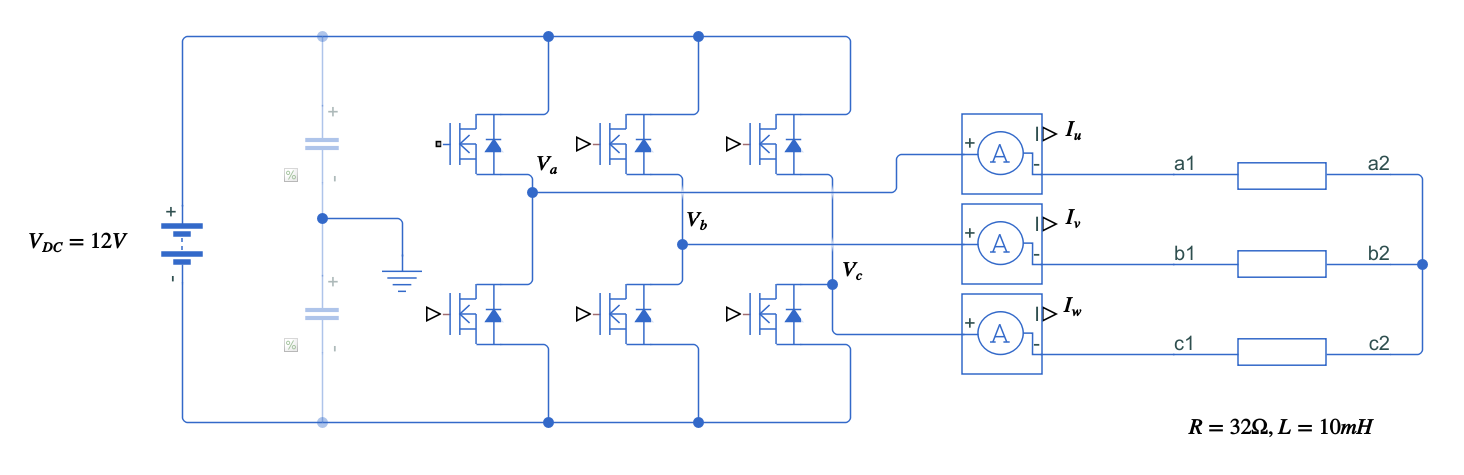 +
%
-
V_DC = 12V
+
-
+
%
-
V_a
V_b
V_c
+ A - I_u
+ A - I_v
+ A - I_w
a1 a2
b1 b2
c1 c2
R = 32Ω, L = 10mH